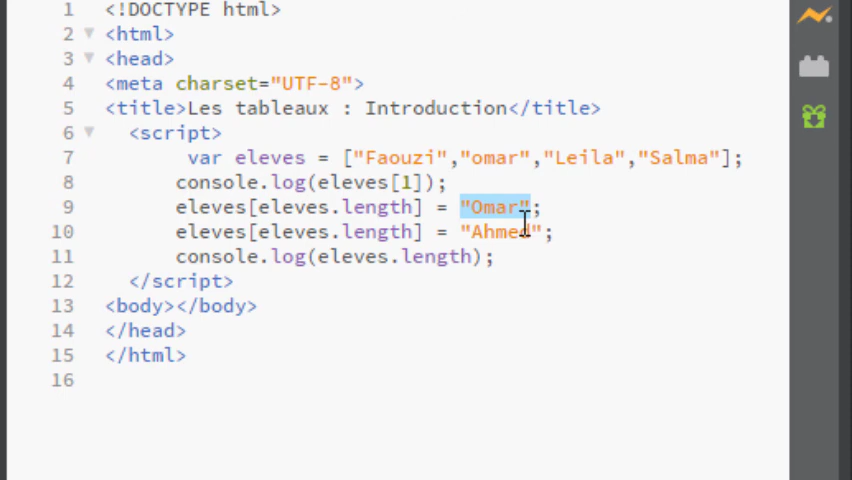 1 <!DOCTYPE html>
2 <html>
3 <head>
4 <meta charset="UTF-8">
5 <title>Les tableaux : Introduction</title>
6 <script>
7 var eleves = ["Faouzi","omar","Leila","Salma"];
8 console.log(eleves[1]);
9 eleves[eleves.length] = "Omar";
10 eleves[eleves.length] = "Ahmed";
11 console.log(eleves.length);
12 </script>
13 <body></body>
14 </head>
15 </html>
16